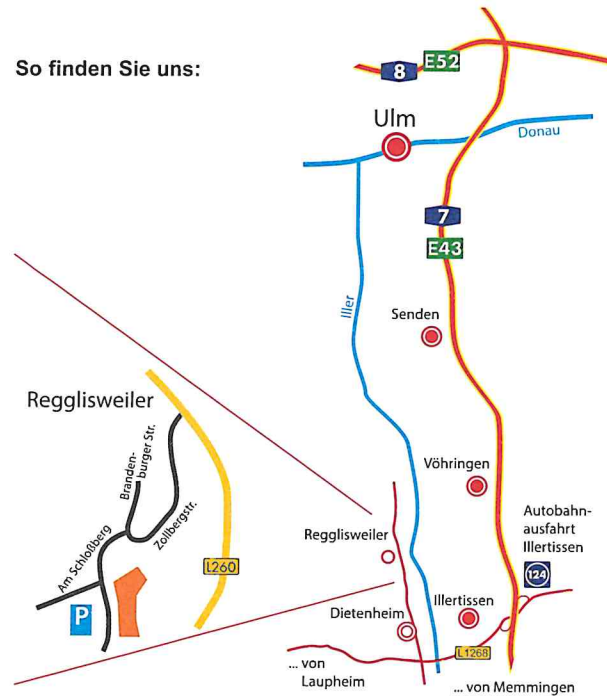 So finden Sie uns:
8
E52
Ulm
Donau
7
E43
Iller
Senden
Regglisweiler
Branden-
burger Str.
Zollbergstr.
Am Schloßberg
P
L260
Vöhringen
Autobahn-
ausfahrt
Illertissen
124
Regglisweiler
Dietenheim
Illertissen
L1268
... von
Laupheim
... von Memmingen